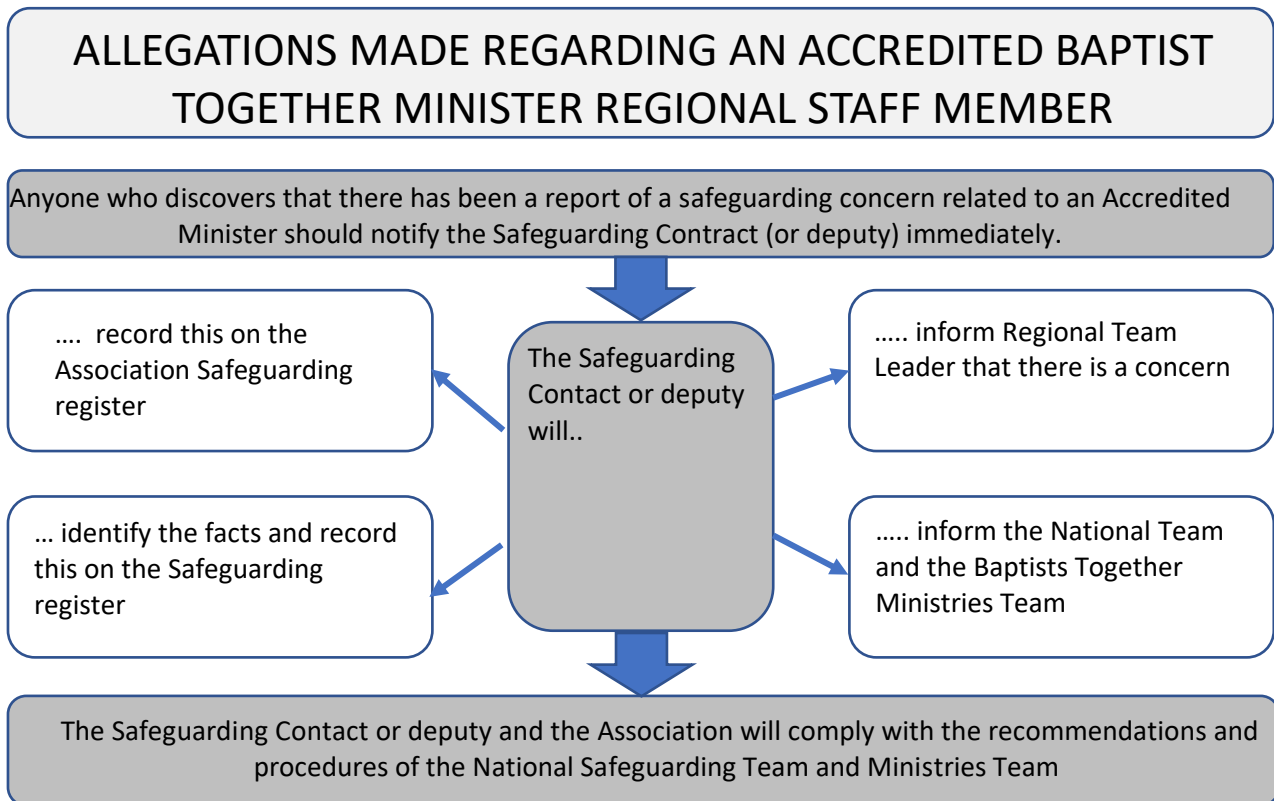 ALLEGATIONS MADE REGARDING AN ACCREDITED BAPTIST
TOGETHER MINISTER REGIONAL STAFF MEMBER
Anyone who discovers that there has been a report of a safeguarding concern related to an Accredited
Minister should notify the Safeguarding Contract (or deputy) immediately.
.... record this on the
Association Safeguarding
register
The Safeguarding
Contact or deputy
will..
..... inform Regional Team
Leader that there is a concern
... identify the facts and record
this on the Safeguarding
register
..... inform the National Team
and the Baptists Together
Ministries Team
The Safeguarding Contact or deputy and the Association will comply with the recommendations and
procedures of the National Safeguarding Team and Ministries Team